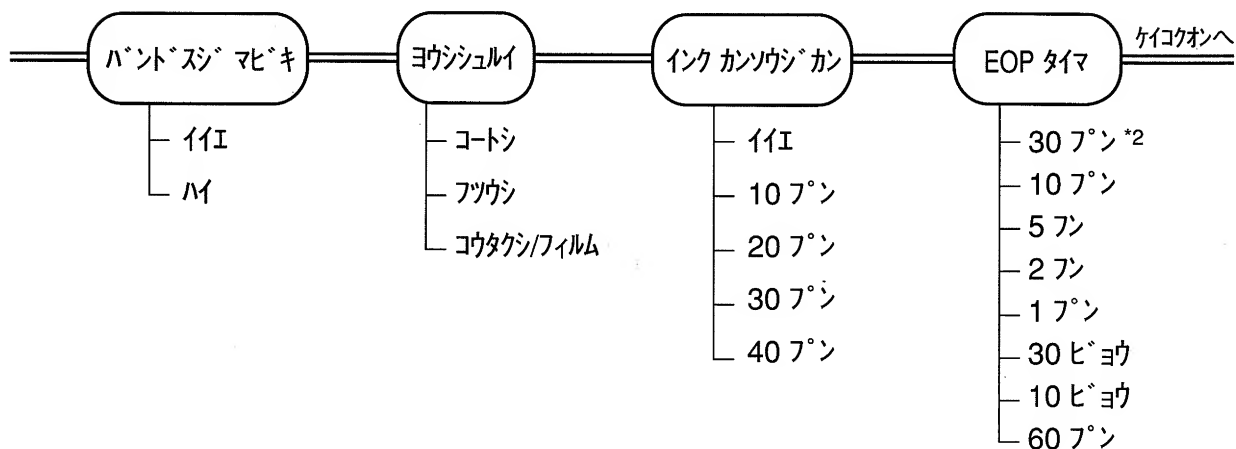 バンドスジ マビキ
イイエ
ハイ
ヨウシシュルイ
コートシ
フツウシ
コウタクシ/フィルム
インク カンソウジカン
イイエ
10 プン
20 プン
30 プン
40 プン
EOP タイマ
30 プン *2
10 プン
5 フン
2 フン
1 プン
30 ビョウ
10 ビョウ
60 プン
ケイコクオンへ